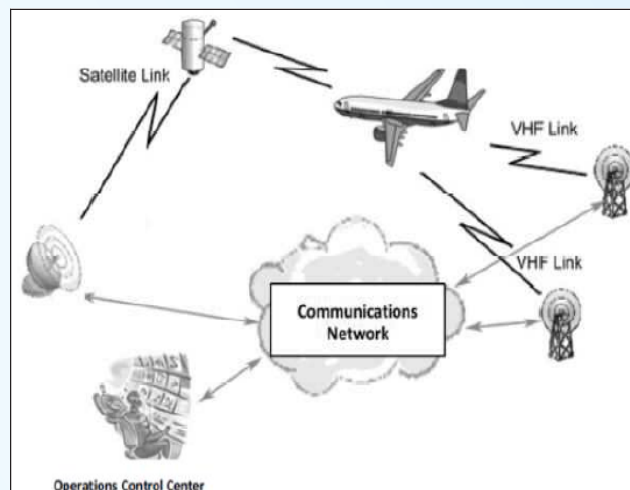 Satellite Link
VHF Link
VHF Link
Communications
Network
Operations Control Center